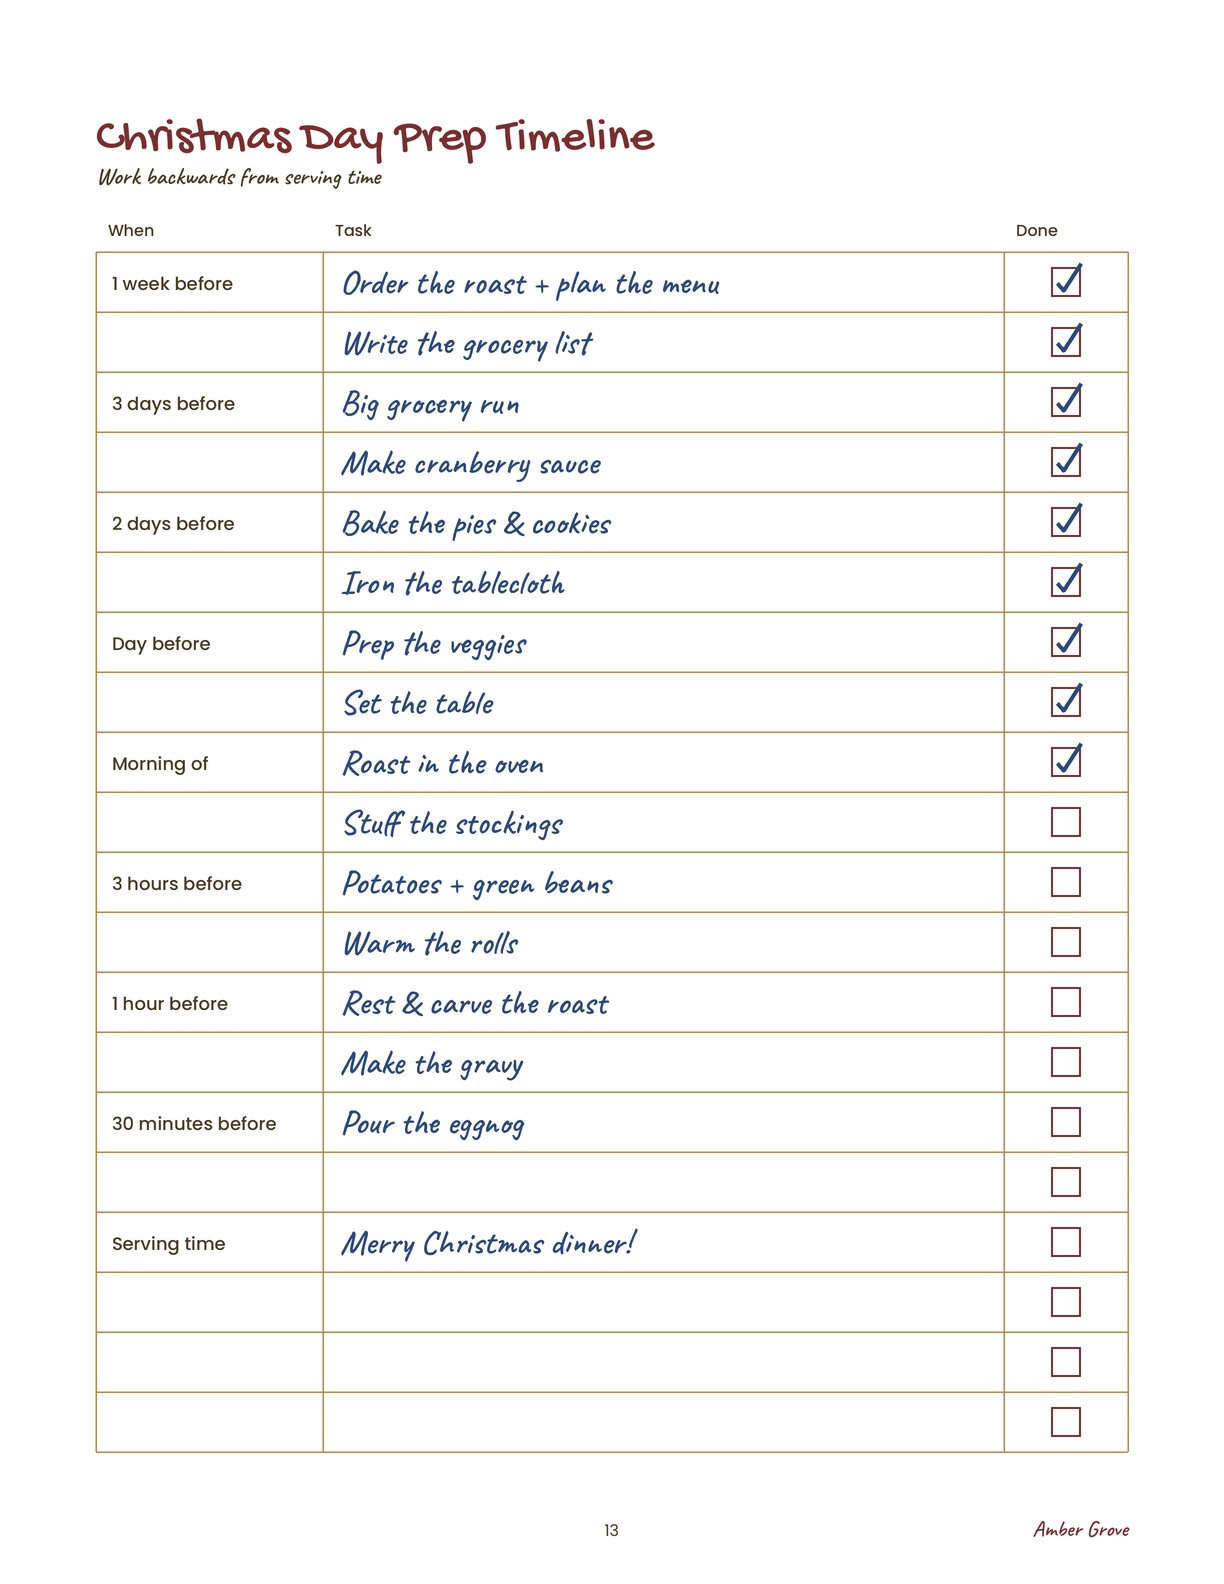 Christmas Day Prep Timeline
Work backwards from serving time
When Task Done
1 week before Order the roast + plan the menu
Write the grocery list
3 days before Big grocery run
Make cranberry sauce
2 days before Bake the pies & cookies
Iron the tablecloth
Day before Prep the veggies
Set the table
Morning of Roast in the oven
Stuff the stockings
3 hours before Potatoes + green beans
Warm the rolls
1 hour before Rest & carve the roast
Make the gravy
30 minutes before Pour the eggnog
Serving time Merry Christmas dinner!
13 Amber Grove